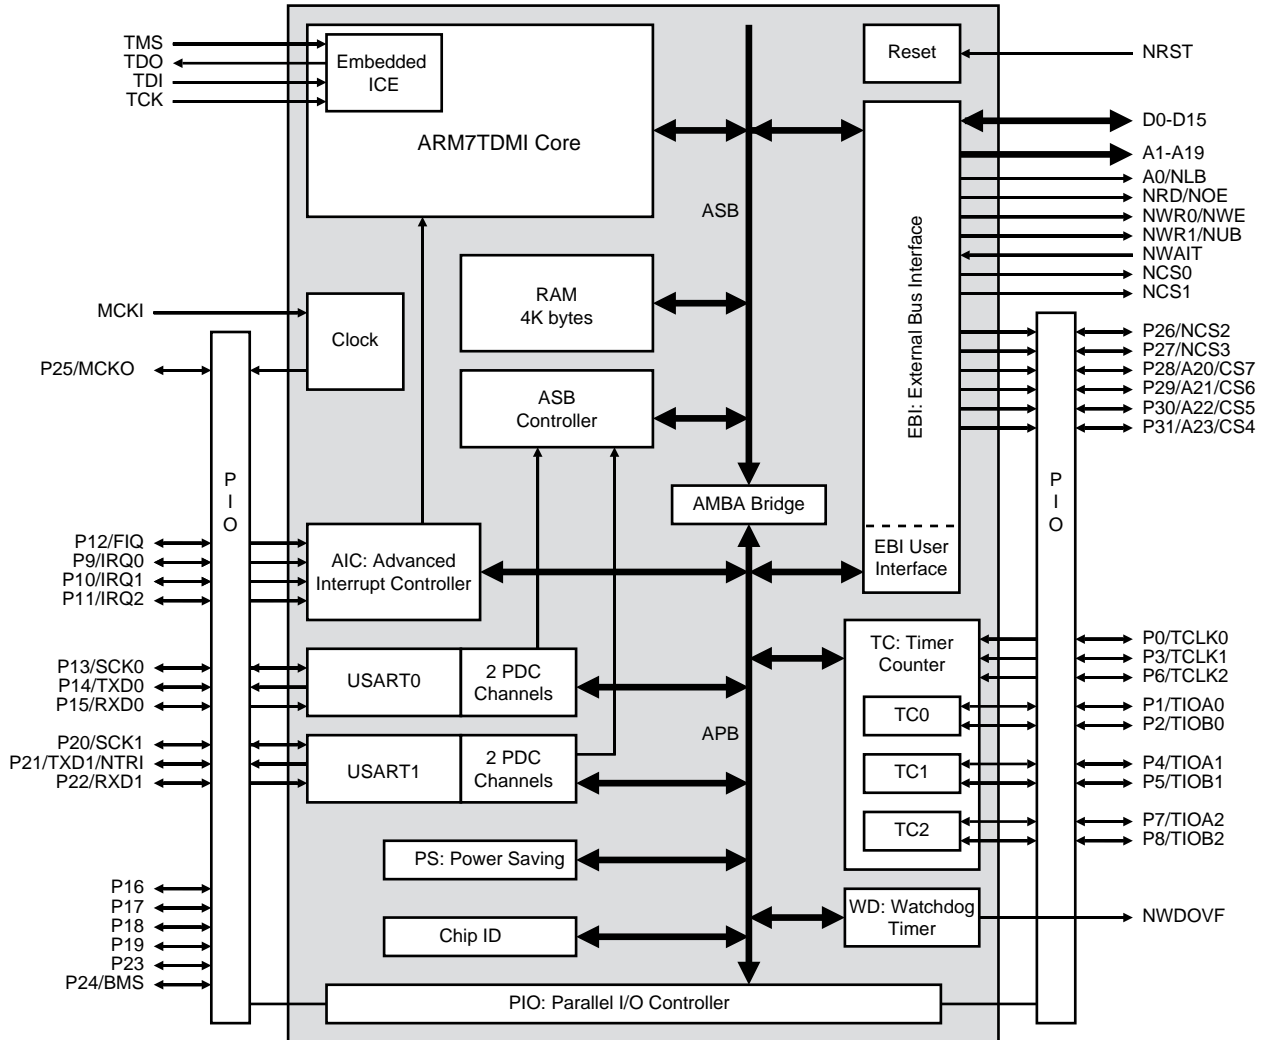 TMS
TDO
TDI
TCK
Embedded
ICE
ARM7TDMI Core
Reset
NRST
D0-D15
A1-A19
A0/NLB
NRD/NOE
NWR0/NWE
NWR1/NUB
NWAIT
NCS0
NCS1
ASB
EBI: External Bus Interface
RAM
4K bytes
MCKI
Clock
P25/MCKO
ASB
Controller
P26/NCS2
P27/NCS3
P28/A20/CS7
P29/A21/CS6
P30/A22/CS5
P31/A23/CS4
P
I
O
P
I
O
AMBA Bridge
P12/FIQ
P9/IRQ0
P10/IRQ1
P11/IRQ2
AIC: Advanced
Interrupt Controller
EBI User
Interface
P13/SCK0
P14/TXD0
P15/RXD0
USART0
2 PDC
Channels
TC: Timer
Counter
P0/TCLK0
P3/TCLK1
P6/TCLK2
TC0
P1/TIOA0
P2/TIOB0
P20/SCK1
P21/TXD1/NTRI
P22/RXD1
USART1
2 PDC
Channels
APB
TC1
P4/TIOA1
P5/TIOB1
TC2
P7/TIOA2
P8/TIOB2
PS: Power Saving
P16
P17
P18
P19
P23
P24/BMS
Chip ID
WD: Watchdog
Timer
NWDOVF
PIO: Parallel I/O Controller